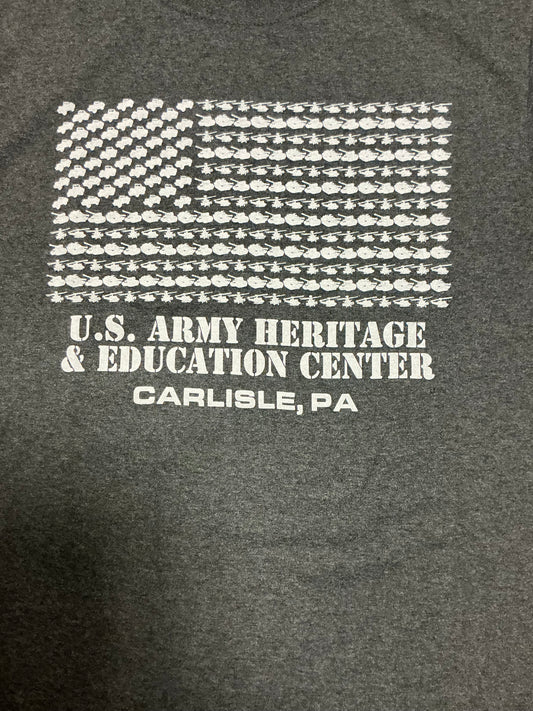 U.S. ARMY HERITAGE
& EDUCATION CENTER
CARLISLE, PA